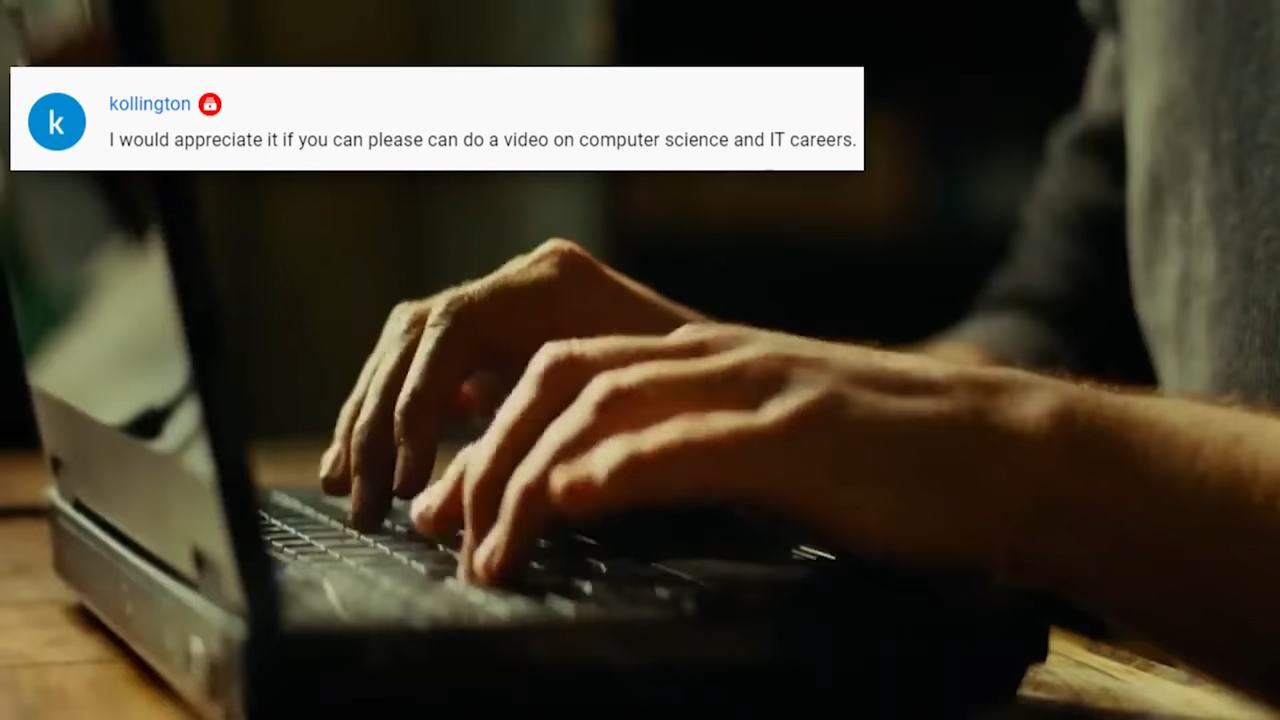 k
kollington
I would appreciate it if you can please can do a video on computer science and IT careers.